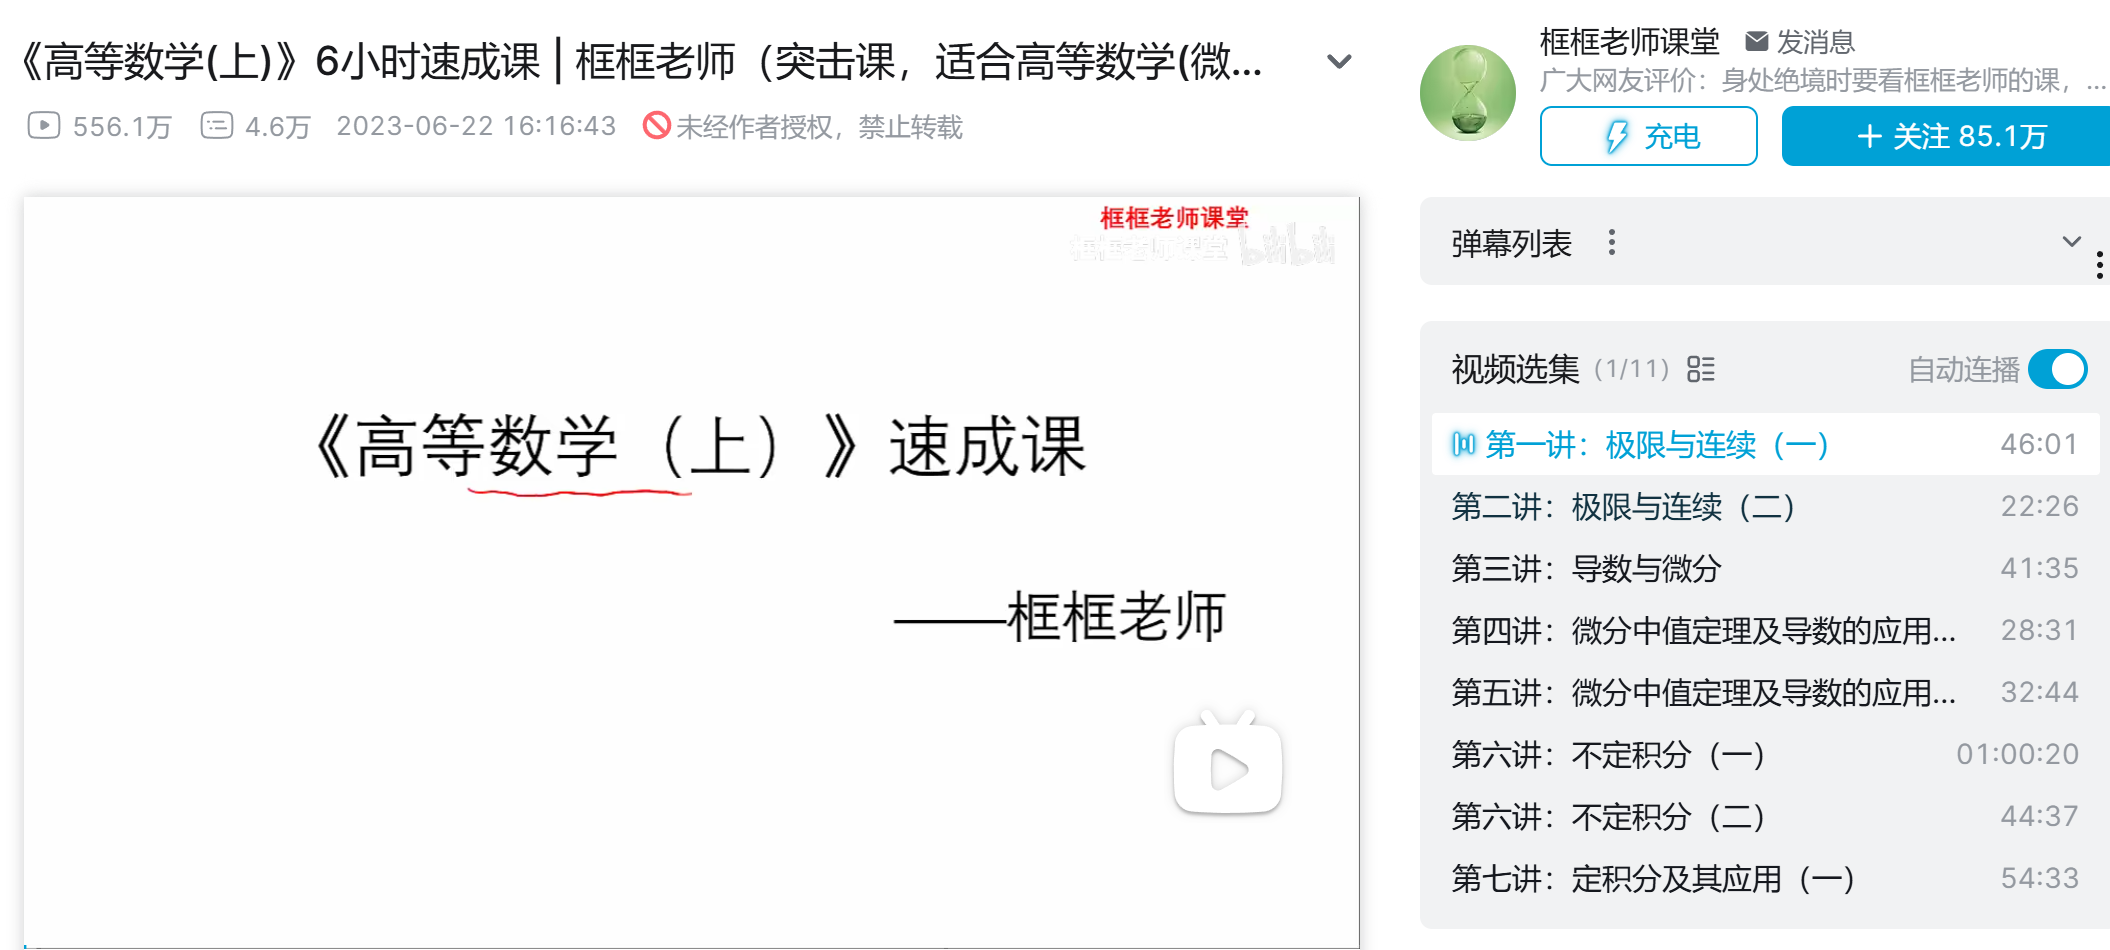 《高等数学(上)》6小时速成课 | 框框老师（突击课，适合高等数学(微...
556.1万 4.6万 2023-06-22 16:16:43 未经作者授权，禁止转载
框框老师课堂
框框老师课堂 bilibili
《高等数学（上）》速成课
——框框老师
框框老师课堂 发消息
广大网友评价：身处绝境时要看框框老师的课，...
充电 + 关注 85.1万
弹幕列表
视频选集 (1/11) 自动连播
第一讲：极限与连续（一） 46:01
第二讲：极限与连续（二） 22:26
第三讲：导数与微分 41:35
第四讲：微分中值定理及导数的应用... 28:31
第五讲：微分中值定理及导数的应用... 32:44
第六讲：不定积分（一） 01:00:20
第六讲：不定积分（二） 44:37
第七讲：定积分及其应用（一） 54:33